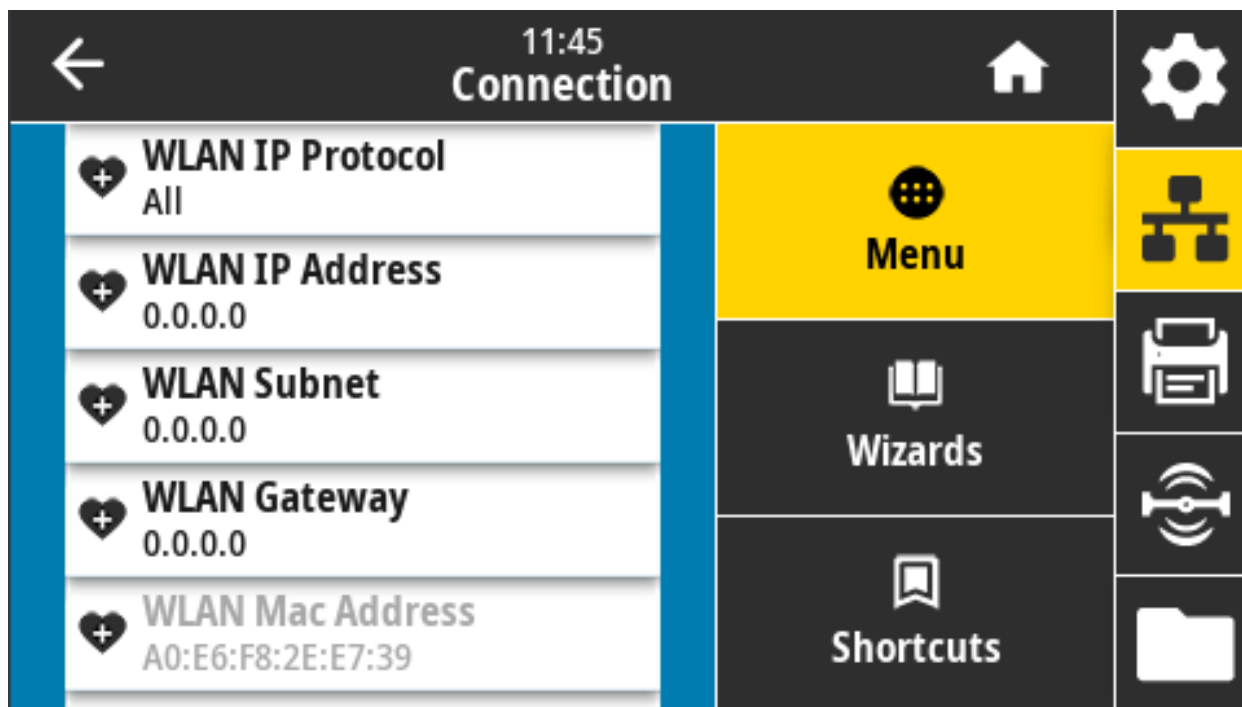 11:45
Connection
WLAN IP Protocol
All
WLAN IP Address
0.0.0.0
WLAN Subnet
0.0.0.0
WLAN Gateway
0.0.0.0
WLAN Mac Address
A0:E6:F8:2E:E7:39
Menu
Wizards
Shortcuts